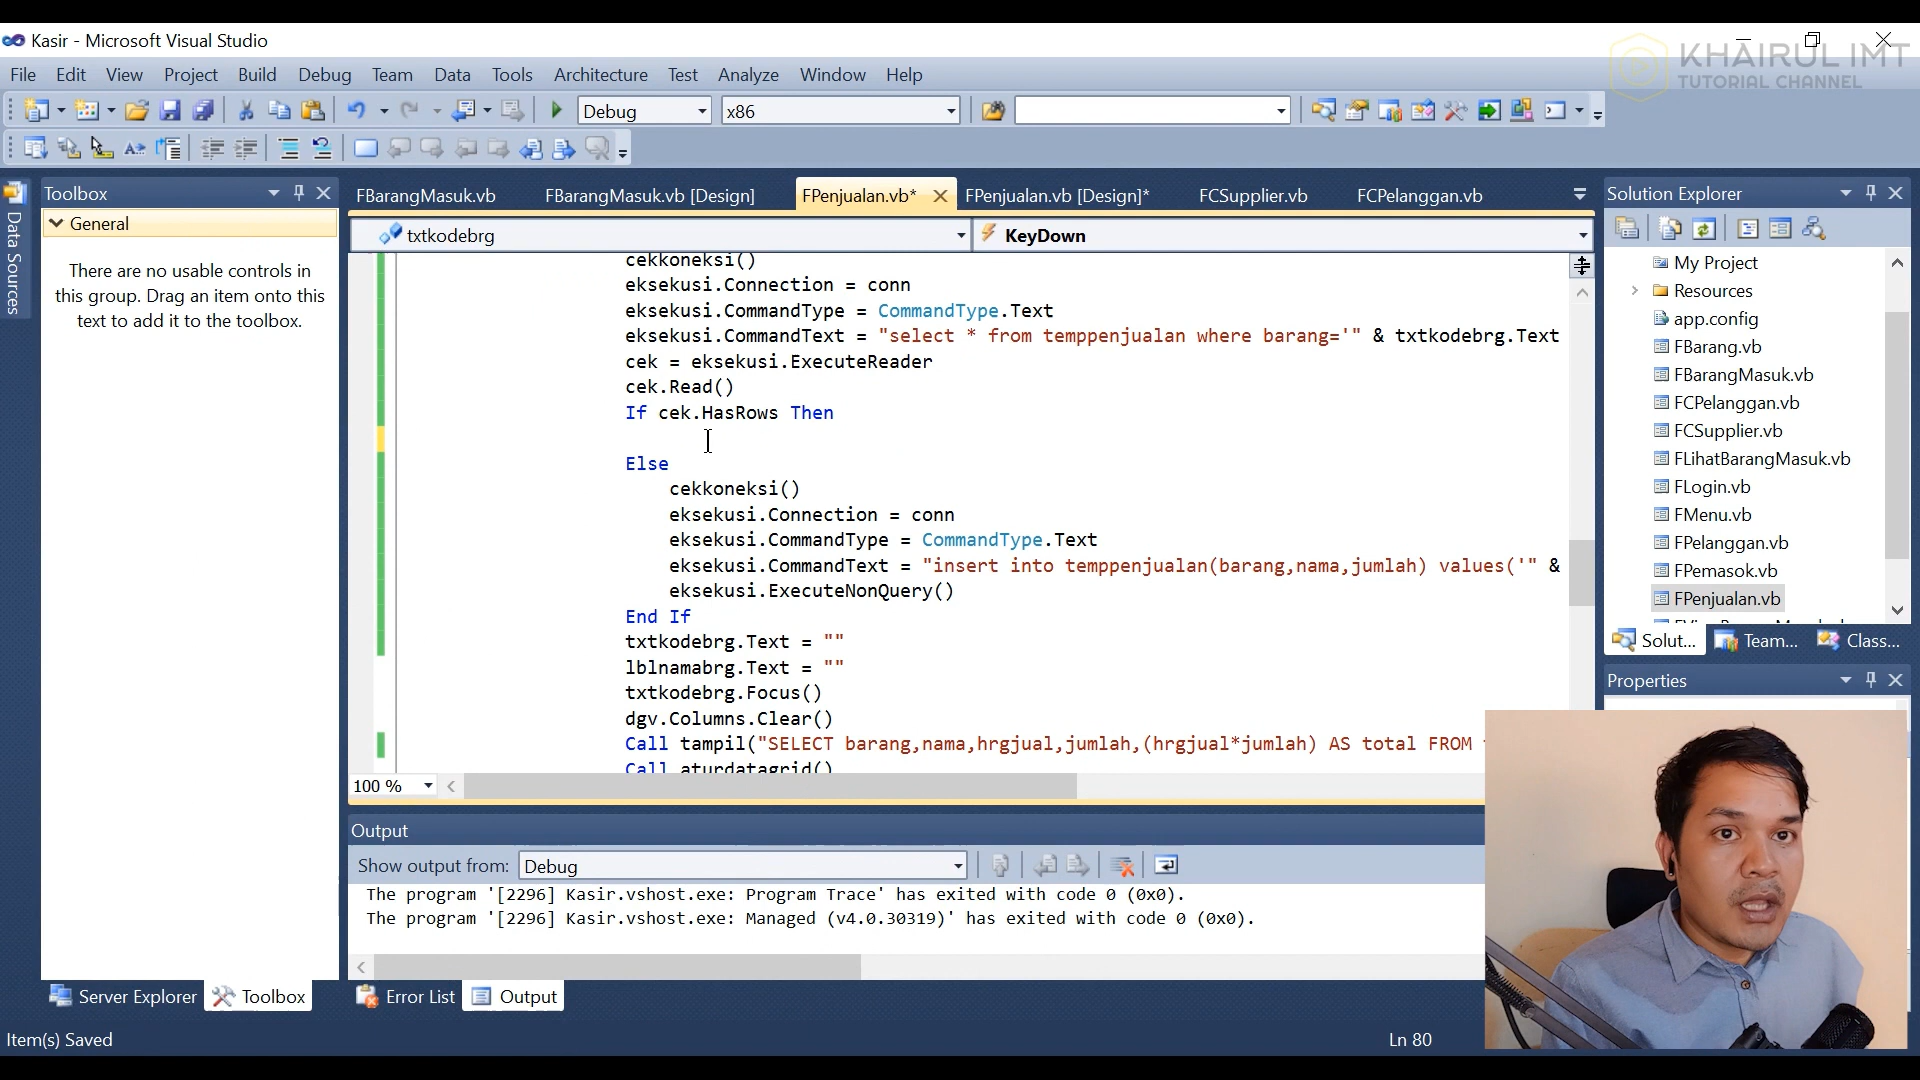 Kasir - Microsoft Visual Studio
KHAIRUL IMT
TUTORIAL CHANNEL
File Edit View Project Build Debug Team Data Tools Architecture Test Analyze Window Help
Debug x86
Toolbox
FBarangMasuk.vb FBarangMasuk.vb [Design] FPenjualan.vb* FPenjualan.vb [Design]* FCSupplier.vb FCPelanggan.vb
Solution Explorer
Data Sources
General
There are no usable controls in
this group. Drag an item onto this
text to add it to the toolbox.
txtkodebrg KeyDown
cekkoneksi()
eksekusi.Connection = conn
eksekusi.CommandType = CommandType.Text
eksekusi.CommandText = "select * from temppenjualan where barang='" & txtkodebrg.Text
cek = eksekusi.ExecuteReader
cek.Read()
If cek.HasRows Then
Else
cekkoneksi()
eksekusi.Connection = conn
eksekusi.CommandType = CommandType.Text
eksekusi.CommandText = "insert into temppenjualan(barang,nama,jumlah) values('" &
eksekusi.ExecuteNonQuery()
End If
txtkodebrg.Text = ""
lblnamabrg.Text = ""
txtkodebrg.Focus()
dgv.Columns.Clear()
Call tampil("SELECT barang,nama,hrgjual,jumlah,(hrgjual*jumlah) AS total FROM
Call aturdatagrid()
100 %
My Project
Resources
app.config
FBarang.vb
FBarangMasuk.vb
FCPelanggan.vb
FCSupplier.vb
FLihatBarangMasuk.vb
FLogin.vb
FMenu.vb
FPelanggan.vb
FPemasok.vb
FPenjualan.vb
Solut... Team... Class...
Properties
Output
Show output from: Debug
The program '[2296] Kasir.vshost.exe: Program Trace' has exited with code 0 (0x0).
The program '[2296] Kasir.vshost.exe: Managed (v4.0.30319)' has exited with code 0 (0x0).
Server Explorer Toolbox Error List Output
Item(s) Saved
Ln 80